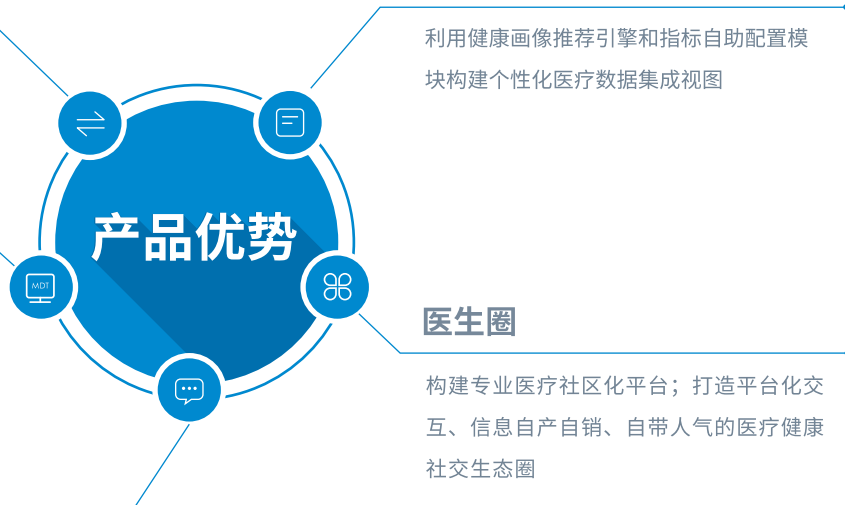 利用健康画像推荐引擎和指标自助配置模
块构建个性化医疗数据集成视图
产品优势
MDT
医生圈
构建专业医疗社区化平台；打造平台化交
互、信息自产自销、自带人气的医疗健康
社交生态圈